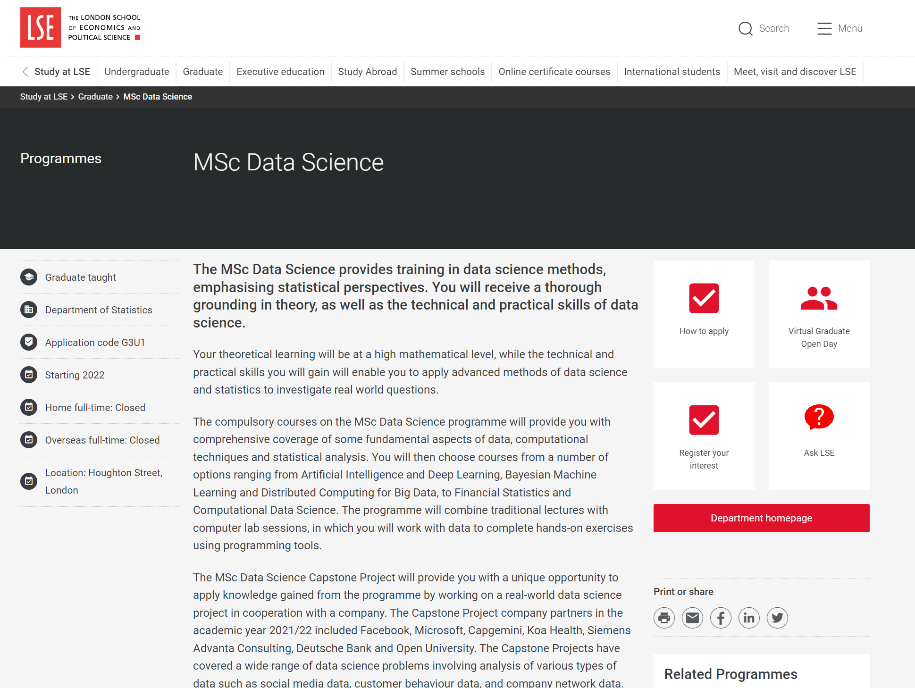 LSE
THE LONDON SCHOOL
OF ECONOMICS AND
POLITICAL SCIENCE
Search
Menu
Study at LSE
Undergraduate
Graduate
Executive education
Study Abroad
Summer schools
Online certificate courses
International students
Meet, visit and discover LSE
Study at LSE > Graduate > MSc Data Science
Programmes
MSc Data Science
Graduate taught
Department of Statistics
Application code G3U1
Starting 2022
Home full-time: Closed
Overseas full-time: Closed
Location: Houghton Street,
London
The MSc Data Science provides training in data science methods,
emphasising statistical perspectives. You will receive a thorough
grounding in theory, as well as the technical and practical skills of data
science.
Your theoretical learning will be at a high mathematical level, while the technical and
practical skills you will gain will enable you to apply advanced methods of data science
and statistics to investigate real world questions.
The compulsory courses on the MSc Data Science programme will provide you with
comprehensive coverage of some fundamental aspects of data, computational
techniques and statistical analysis. You will then choose courses from a number of
options ranging from Artificial Intelligence and Deep Learning, Bayesian Machine
Learning and Distributed Computing for Big Data, to Financial Statistics and
Computational Data Science. The programme will combine traditional lectures with
computer lab sessions, in which you will work with data to complete hands-on exercises
using programming tools.
The MSc Data Science Capstone Project will provide you with a unique opportunity to
apply knowledge gained from the programme by working on a real-world data science
project in cooperation with a company. The Capstone Project company partners in the
academic year 2021/22 included Facebook, Microsoft, Capgemini, Koa Health, Siemens
Advanta Consulting, Deutsche Bank and Open University. The Capstone Projects have
covered a wide range of data science problems involving analysis of various types of
data such as social media data, customer behaviour data, and company network data.
How to apply
Virtual Graduate
Open Day
Register your
interest
?
Ask LSE
Department homepage
Print or share
Related Programmes